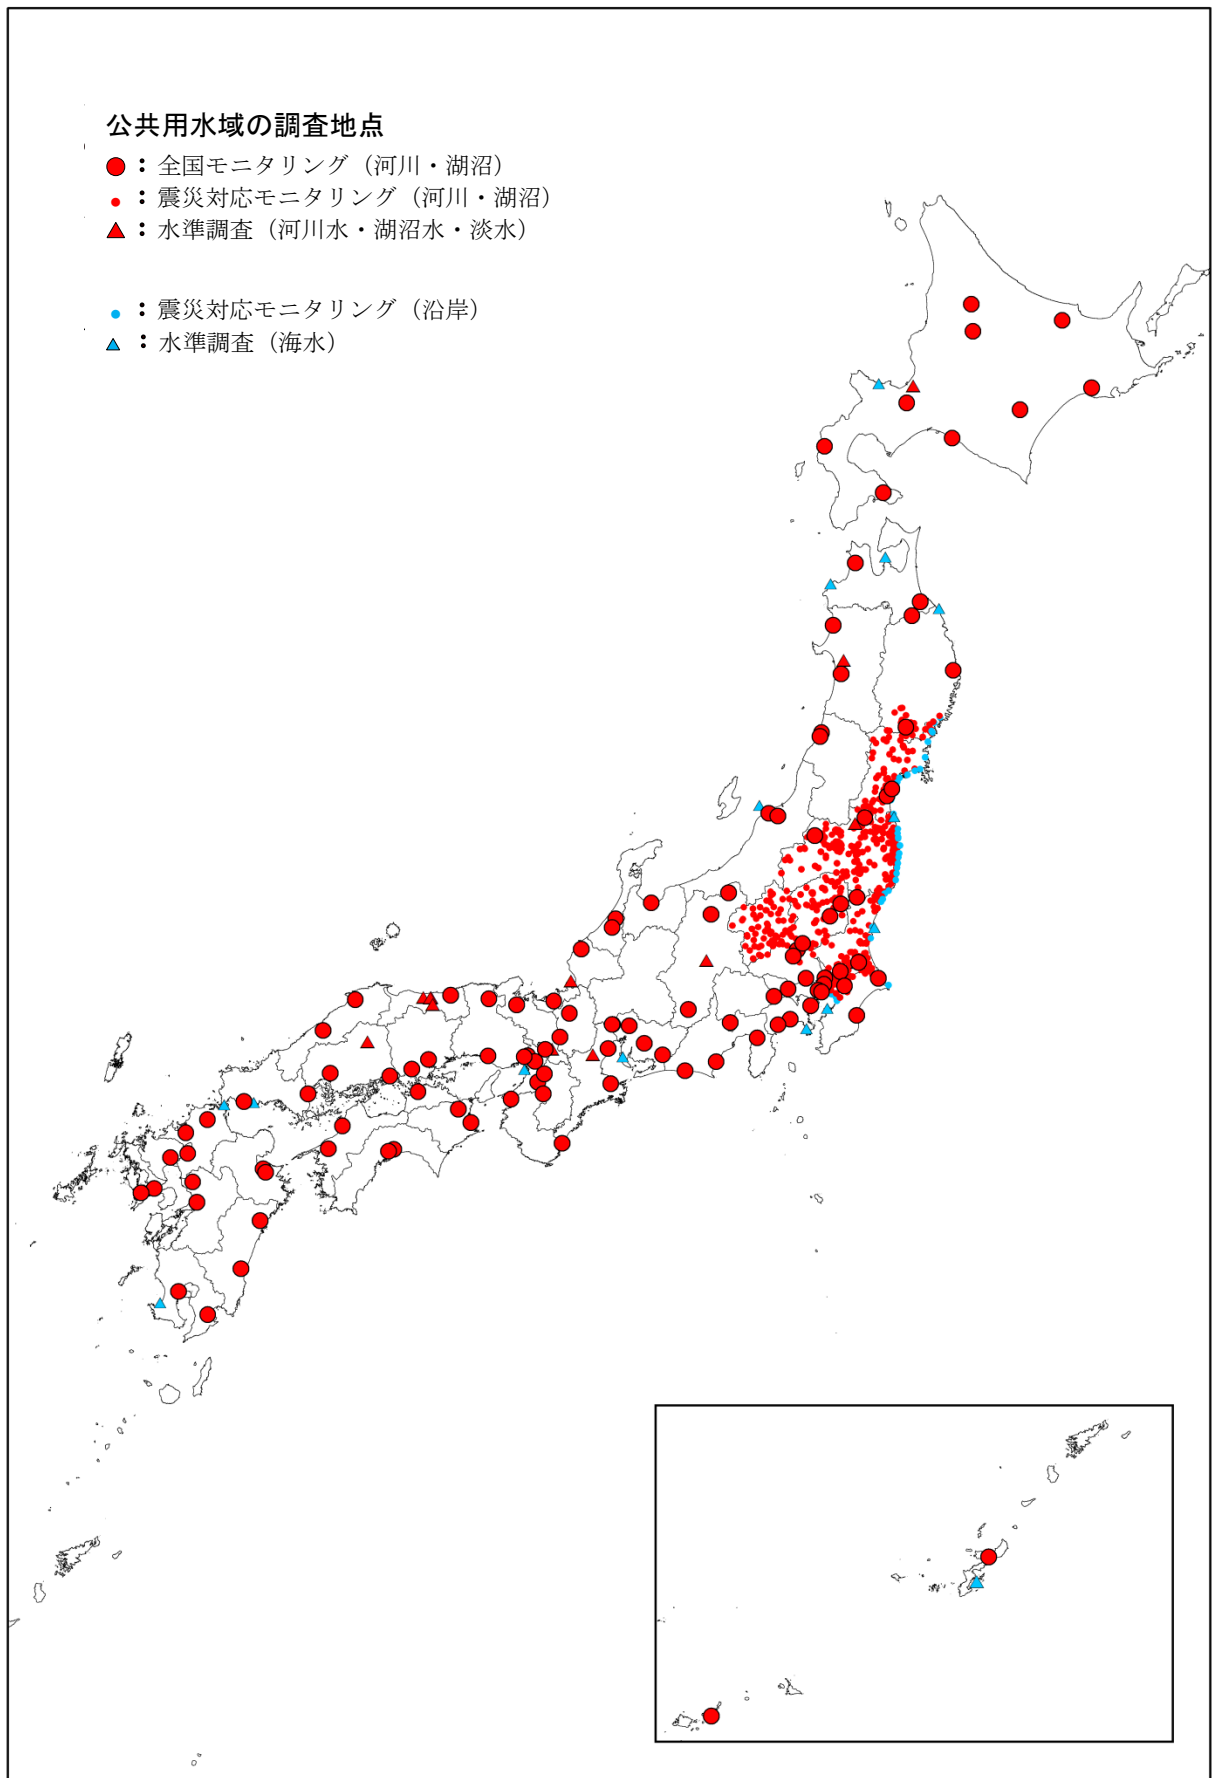 公共用水域の調査地点
：全国モニタリング（河川・湖沼）
：震災対応モニタリング（河川・湖沼）
：水準調査（河川水・湖沼水・淡水）
：震災対応モニタリング（沿岸）
：水準調査（海水）